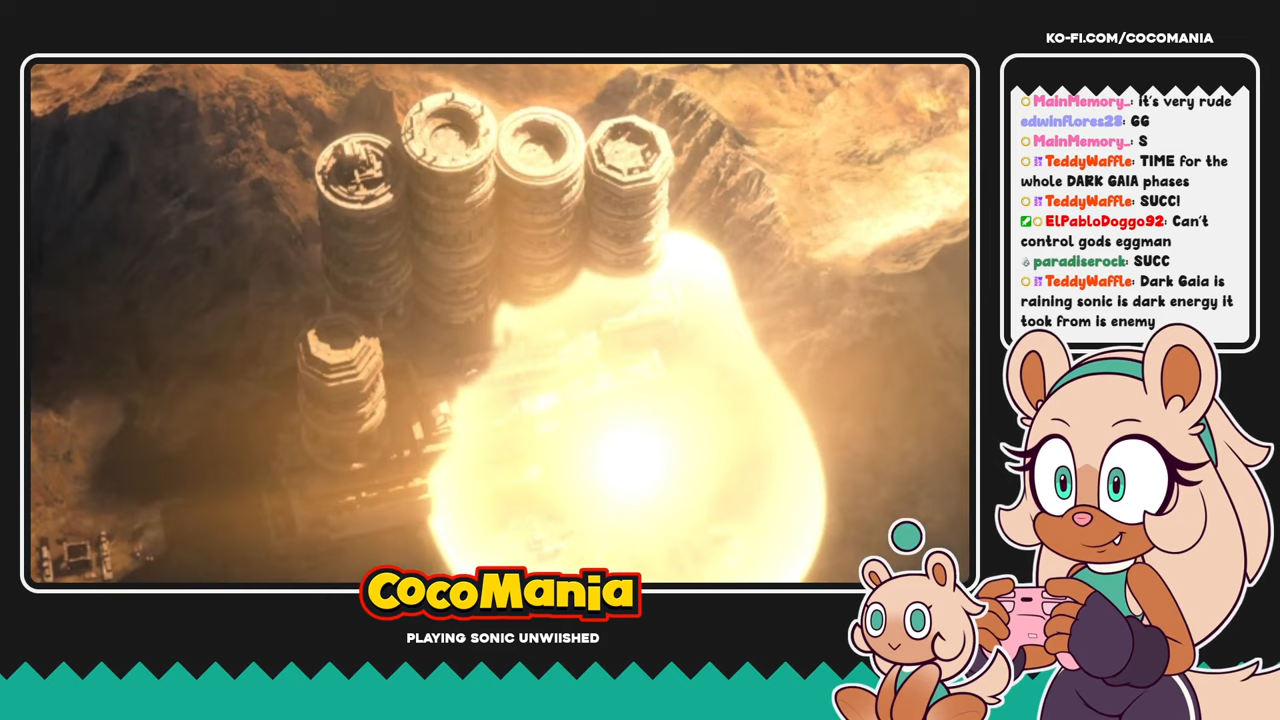 KO-FI.COM/COCOMANIA
MainMemory_: It's very rude
edwinflores28: GG
MainMemory_: S
TeddyWaffle: TIME for the
whole DARK GAIA phases
TeddyWaffle: SUCC!
ElPabloDoggo92: Can't
control gods eggman
paradiserock: SUCC
TeddyWaffle: Dark Gaia is
raining sonic is dark energy it
took from is enemy
CocoMania
PLAYING SONIC UNWIISHED